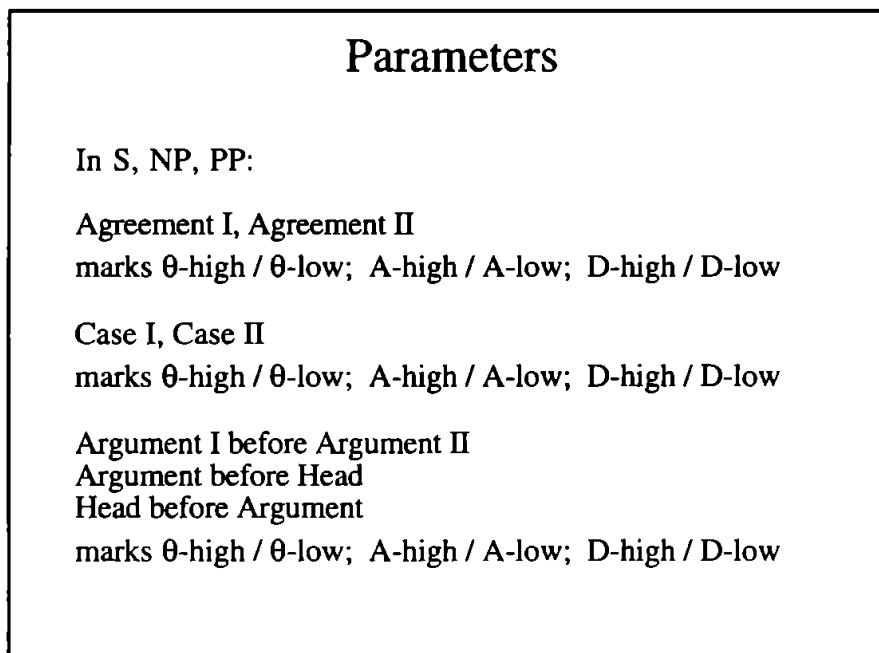 Parameters
In S, NP, PP:
Agreement I, Agreement II
marks θ-high / θ-low; A-high / A-low; D-high / D-low
Case I, Case II
marks θ-high / θ-low; A-high / A-low; D-high / D-low
Argument I before Argument II
Argument before Head
Head before Argument
marks θ-high / θ-low; A-high / A-low; D-high / D-low